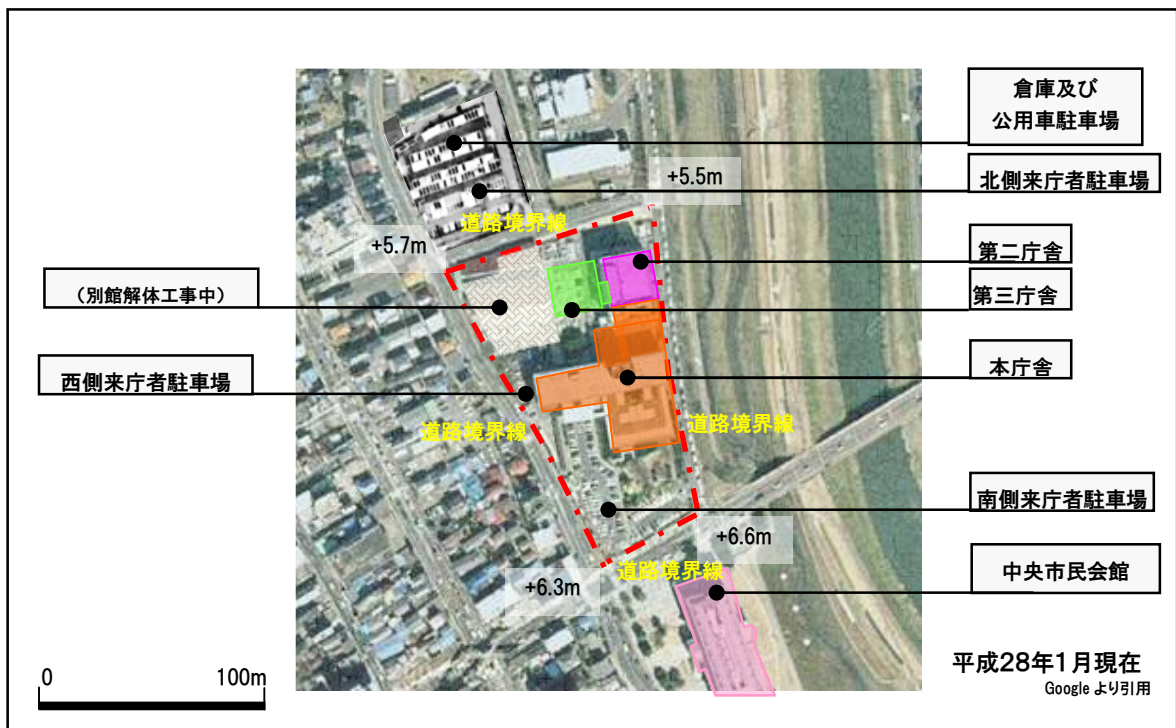 倉庫及び
公用車駐車場
北側来庁者駐車場
+5.5m
道路境界線
+5.7m
第二庁舎
(別館解体工事中)
第三庁舎
本庁舎
西側来庁者駐車場
道路境界線
道路境界線
南側来庁者駐車場
+6.6m
道路境界線
中央市民会館
+6.3m
平成28年1月現在
Google より引用
0
100m